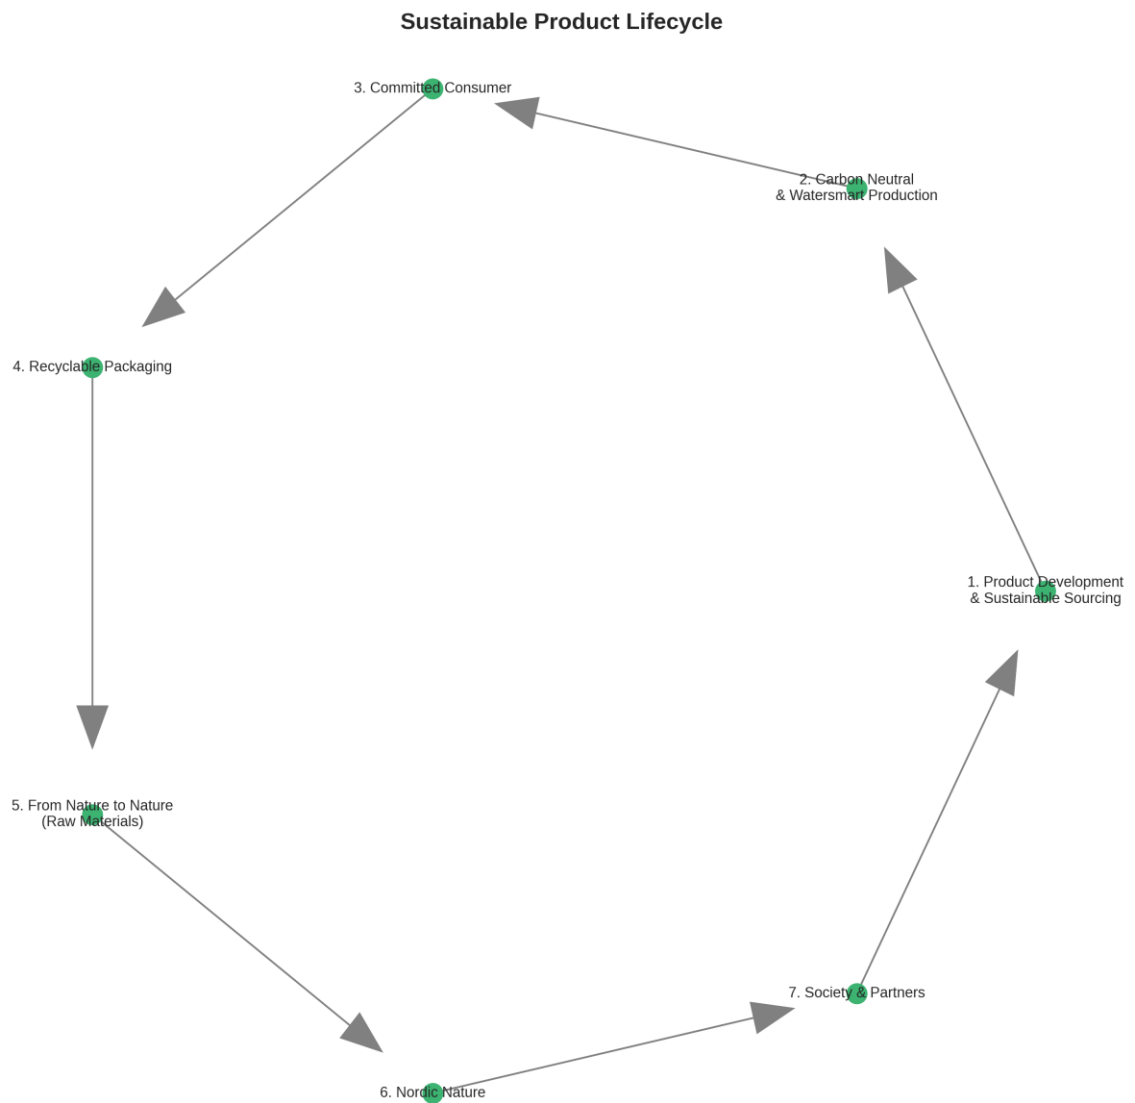 Sustainable Product Lifecycle
3. Committed Consumer
2. Carbon Neutral
& Watersmart Production
4. Recyclable Packaging
1. Product Development
& Sustainable Sourcing
5. From Nature to Nature
(Raw Materials)
7. Society & Partners
6. Nordic Nature